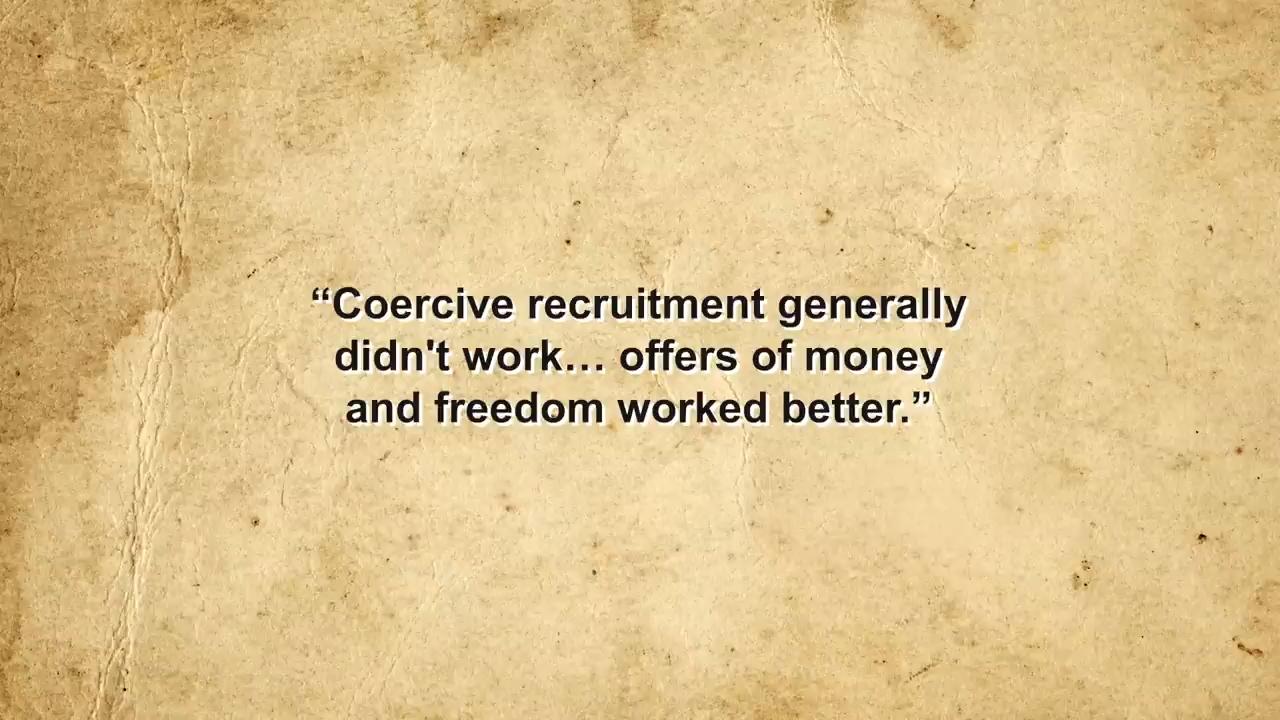 “Coercive recruitment generally
didn't work… offers of money
and freedom worked better.”